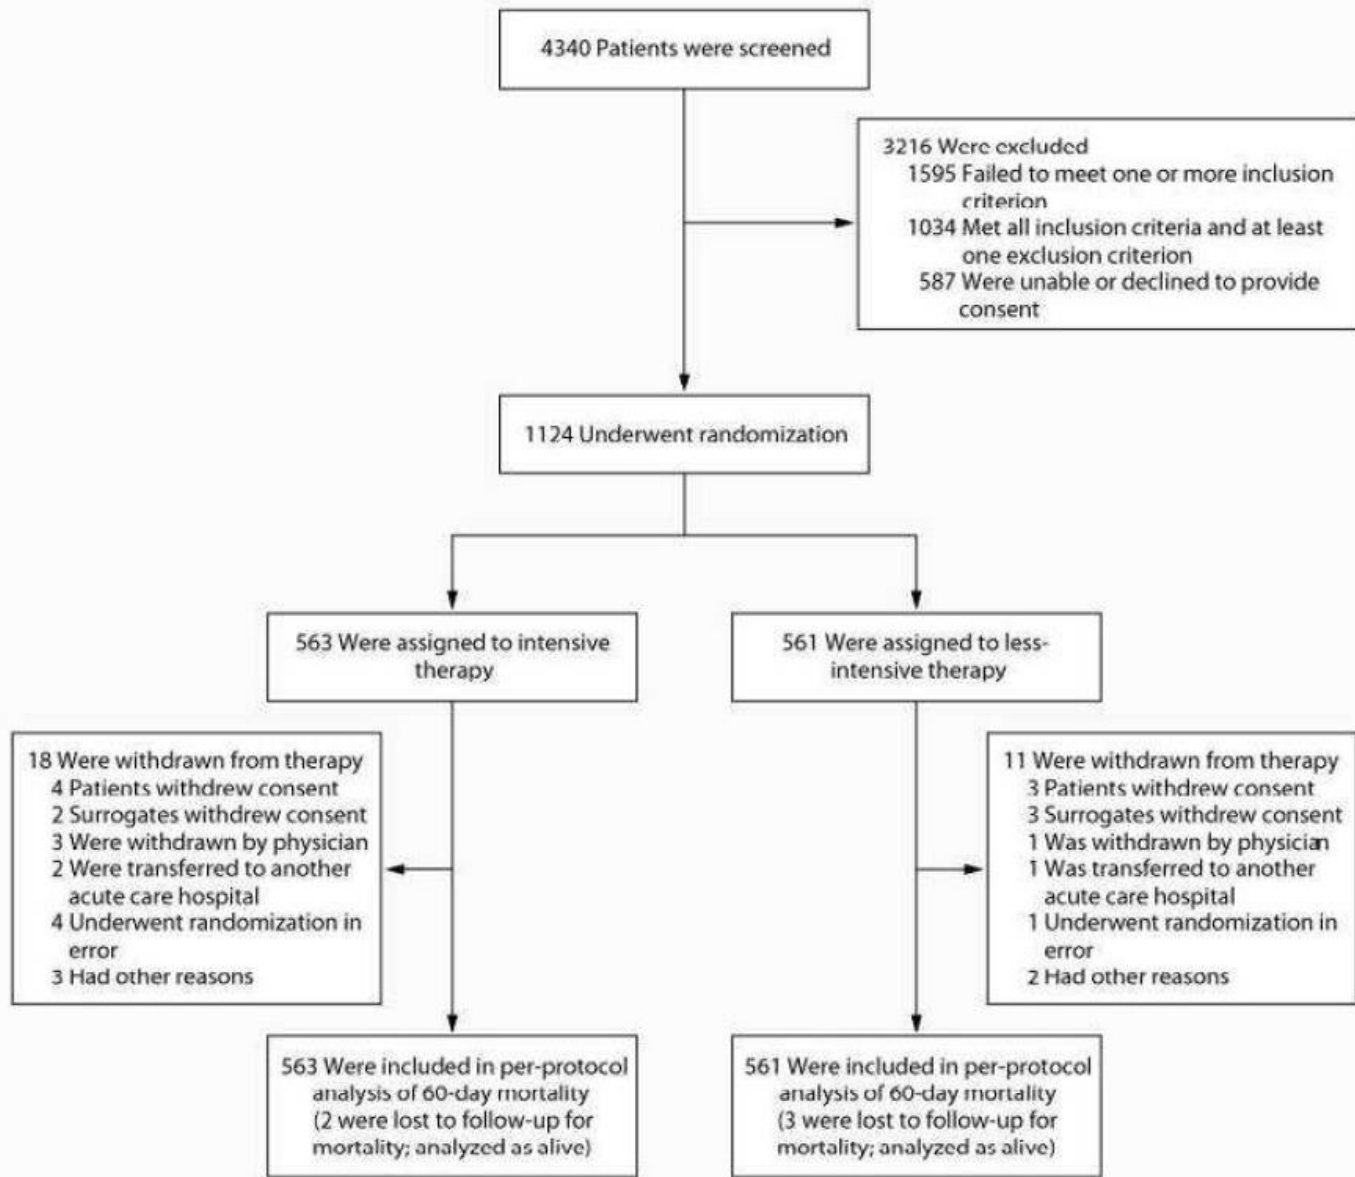 4340 Patients were screened
3216 Were excluded
1595 Failed to meet one or more inclusion
criterion
1034 Met all inclusion criteria and at least
one exclusion criterion
587 Were unable or declined to provide
consent
1124 Underwent randomization
563 Were assigned to intensive
therapy
561 Were assigned to less-
intensive therapy
18 Were withdrawn from therapy
4 Patients withdrew consent
2 Surrogates withdrew consent
3 Were withdrawn by physician
2 Were transferred to another
acute care hospital
4 Underwent randomization in
error
3 Had other reasons
11 Were withdrawn from therapy
3 Patients withdrew consent
3 Surrogates withdrew consent
1 Was withdrawn by physician
1 Was transferred to another
acute care hospital
1 Underwent randomization in
error
2 Had other reasons
563 Were included in per-protocol
analysis of 60-day mortality
(2 were lost to follow-up for
mortality; analyzed as alive)
561 Were included in per-protocol
analysis of 60-day mortality
(3 were lost to follow-up for
mortality; analyzed as alive)